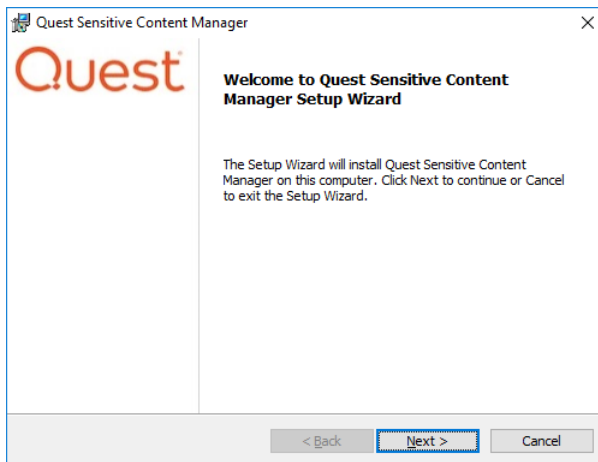 Quest Sensitive Content Manager
Quest
Welcome to Quest Sensitive Content
Manager Setup Wizard
The Setup Wizard will install Quest Sensitive Content
Manager on this computer. Click Next to continue or Cancel
to exit the Setup Wizard.
< Back
Next >
Cancel